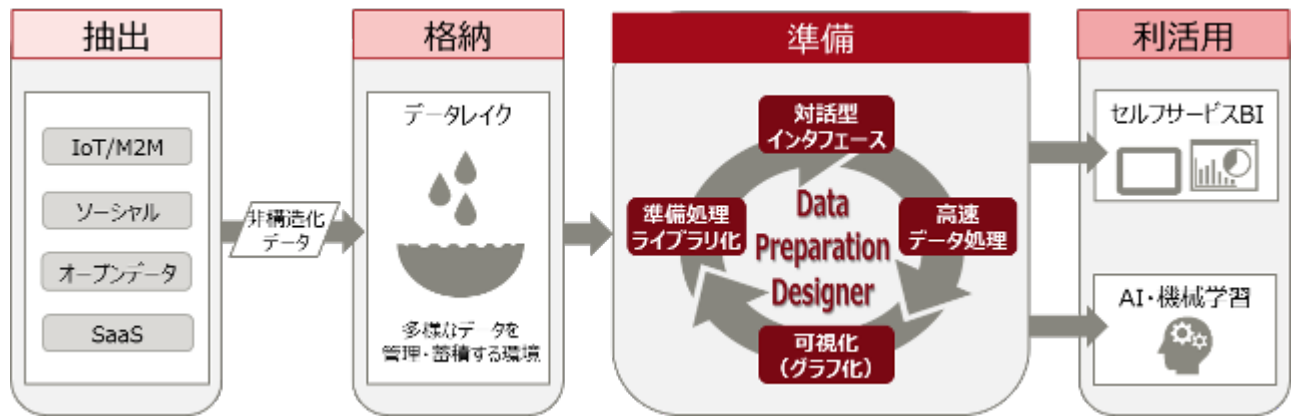 抽出
IoT/M2M
ソーシャル
オープンデータ
SaaS
非構造化
データ
格納
データレイク
多様なデータを
管理・蓄積する環境
準備
対話型
インタフェース
準備処理
ライブラリ化
Data
Preparation
Designer
高速
データ処理
可視化
（グラフ化）
利活用
セルフサービスBI
AI・機械学習